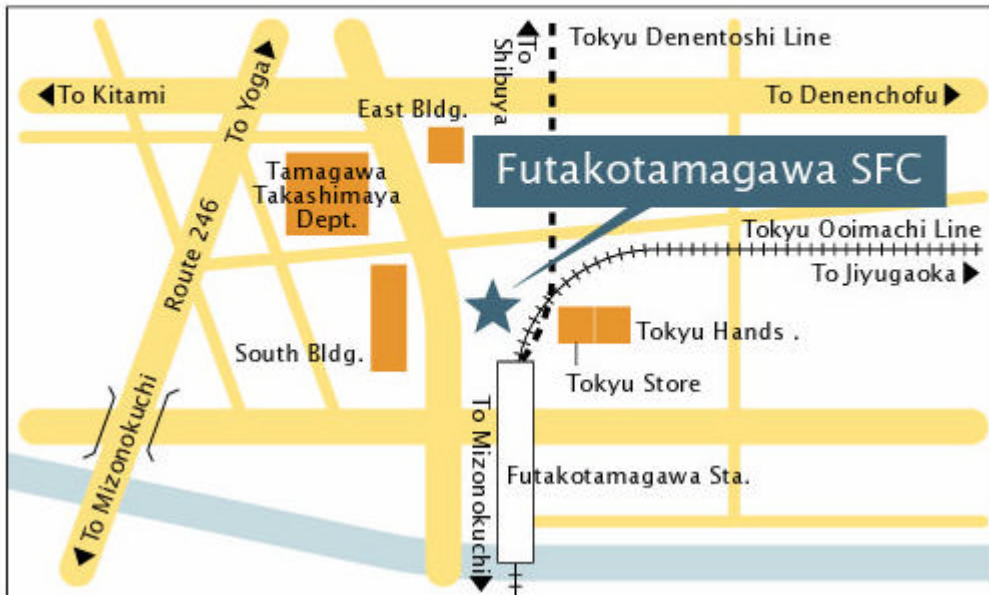 Tokyu Denentoshi Line
To
Shibuya
To Kitami
To Yoga
To Denenchofu
East Bldg.
Futakotamagawa SFC
Tamagawa
Takashimaya
Dept.
Route 246
Tokyu Ooimachi Line
To Jiyugaoka
South Bldg.
Tokyu Hands .
Tokyu Store
To Mizonokuchi
To Mizonokuchi
Futakotamagawa Sta.